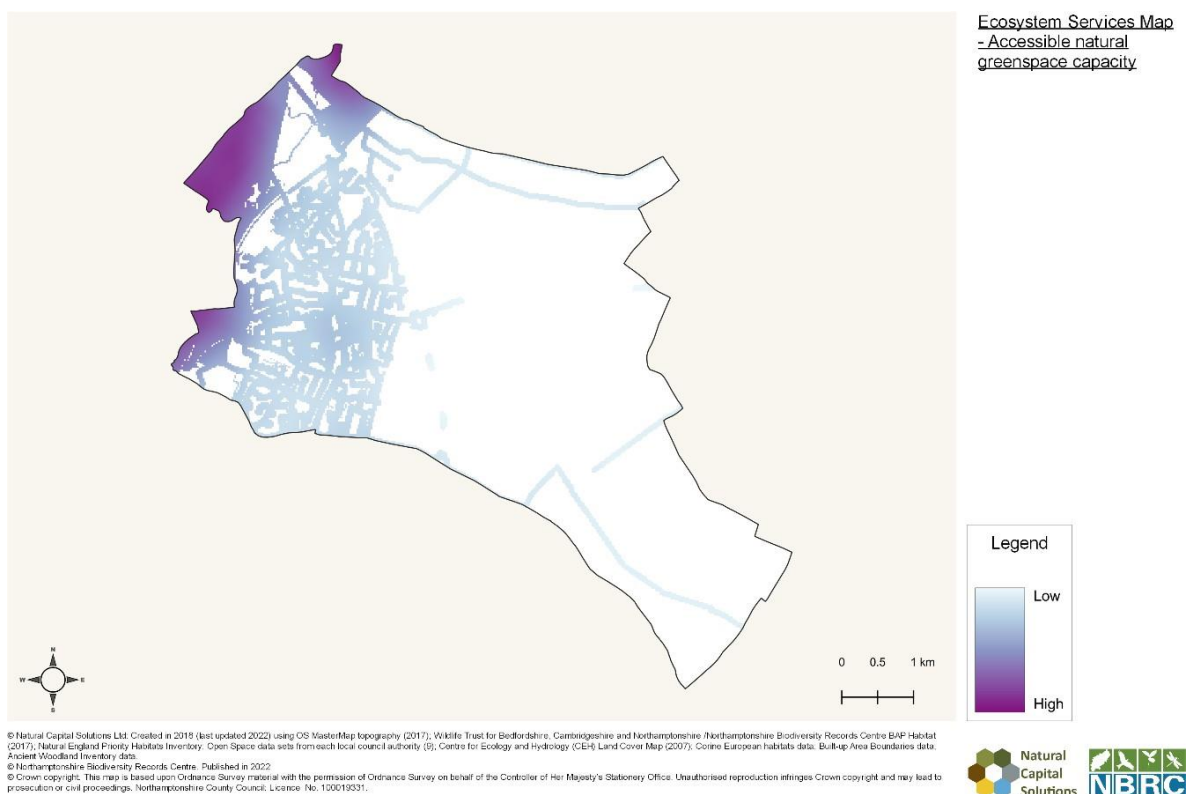 Ecosystem Services Map
- Accessible natural
greenspace capacity
Legend
Low
High
N
W
E
S
0 0.5 1 km
© Natural Capital Solutions Ltd: Created in 2018 (last updated 2022) using OS MasterMap topography (2017); Wildlife Trust for Bedfordshire, Cambridgeshire and Northamptonshire /Northamptonshire Biodiversity Records Centre BAP Habitat
(2017); Natural England Priority Habitats Inventory; Open Space data sets from each local council authority (9); Centre for Ecology and Hydrology (CEH) Land Cover Map (2007); Corine European habitats data; Built-up Area Boundaries data,
Ancient Woodland Inventory data.
© Northamptonshire Biodiversity Records Centre. Published in 2022
© Crown copyright. This map is based upon Ordnance Survey material with the permission of Ordnance Survey on behalf of the Controller of Her Majesty's Stationery Office. Unauthorised reproduction infringes Crown copyright and may lead to
prosecution or civil proceedings. Northamptonshire County Council: Licence No. 100019331.
Natural
Capital
Solutions
NBRC